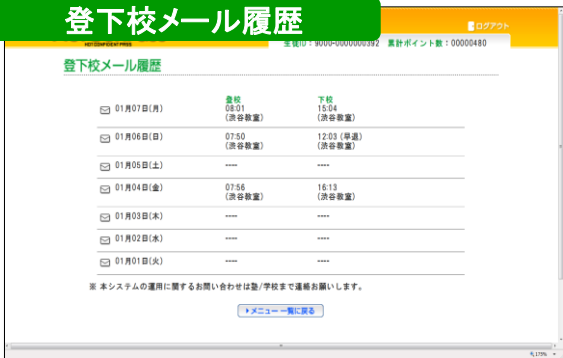 登下校メール履歴
ログアウト
生徒ID：9000-0000000392 累計ポイント数：00000480
登下校メール履歴
登校 下校
01月07日(月) 08:01 (渋谷教室) 15:04 (渋谷教室)
01月06日(日) 07:50 (渋谷教室) 12:03 (早退) (渋谷教室)
01月05日(土) ---- ----
01月04日(金) 07:56 (渋谷教室) 16:13 (渋谷教室)
01月03日(木) ---- ----
01月02日(水) ---- ----
01月01日(火) ---- ----
※ 本システムの運用に関するお問い合わせは塾/学校まで連絡お願いします。
メニュー一覧に戻る
175%